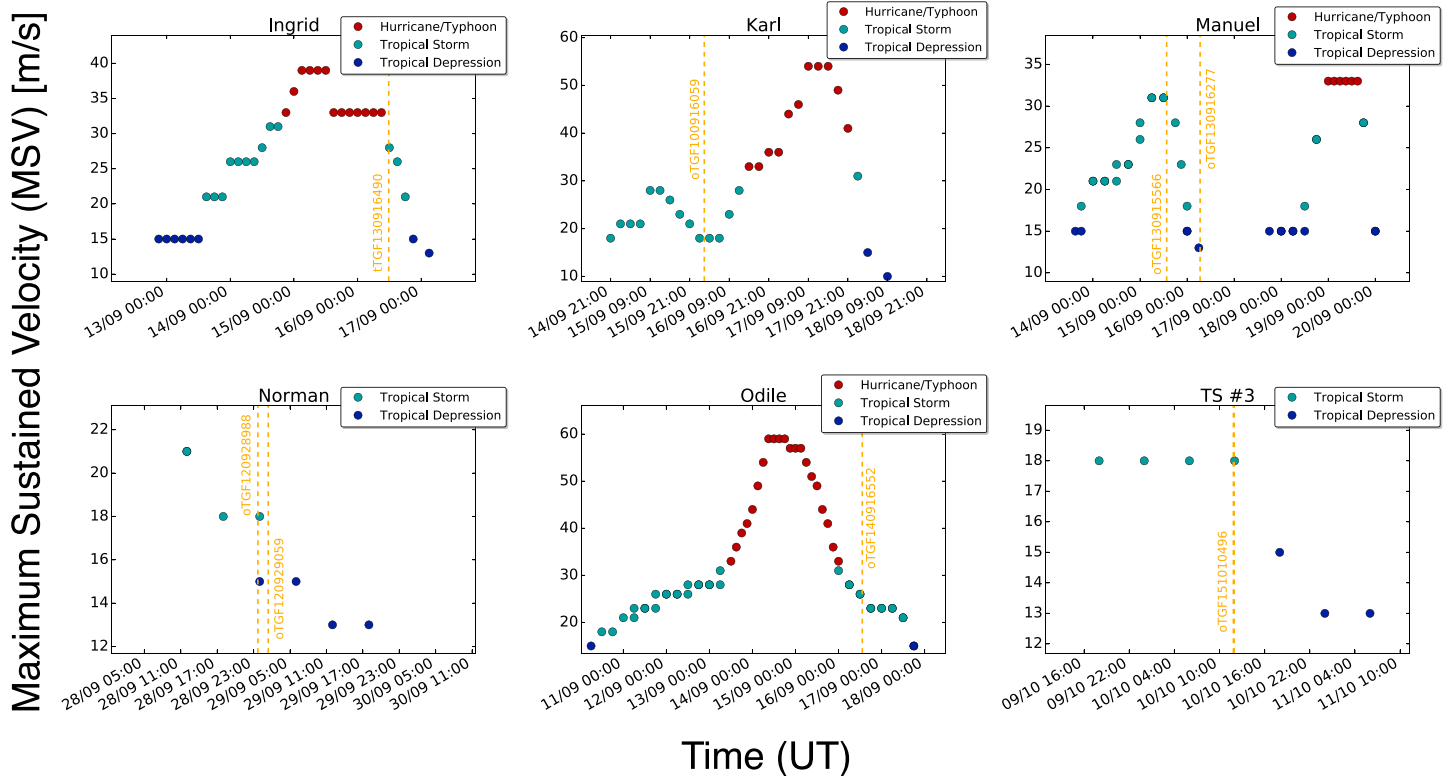 Maximum Sustained Velocity (MSV) [m/s]
Ingrid
Hurricane/Typhoon
Tropical Storm
Tropical Depression
40
35
30
25
20
15
10
tTGF130916490
13/09 00:00
14/09 00:00
15/09 00:00
16/09 00:00
17/09 00:00
Karl
Hurricane/Typhoon
Tropical Storm
Tropical Depression
60
50
40
30
20
10
oTGF100916059
14/09 21:00
15/09 09:00
15/09 21:00
16/09 09:00
16/09 21:00
17/09 09:00
17/09 21:00
18/09 09:00
18/09 21:00
Manuel
Hurricane/Typhoon
Tropical Storm
Tropical Depression
35
30
25
20
15
10
oTGF130915566
oTGF130916277
14/09 00:00
15/09 00:00
16/09 00:00
17/09 00:00
18/09 00:00
19/09 00:00
20/09 00:00
Norman
Tropical Storm
Tropical Depression
22
20
18
16
14
12
oTGF120928988
oTGF120929059
28/09 05:00
28/09 11:00
28/09 17:00
28/09 23:00
29/09 05:00
29/09 11:00
29/09 17:00
29/09 23:00
30/09 05:00
30/09 11:00
Odile
Hurricane/Typhoon
Tropical Storm
Tropical Depression
60
50
40
30
20
oTGF140916552
11/09 00:00
12/09 00:00
13/09 00:00
14/09 00:00
15/09 00:00
16/09 00:00
17/09 00:00
18/09 00:00
TS #3
Tropical Storm
Tropical Depression
19
18
17
16
15
14
13
12
oTGF151010496
09/10 16:00
09/10 22:00
10/10 04:00
10/10 10:00
10/10 16:00
10/10 22:00
11/10 04:00
11/10 10:00
Time (UT)